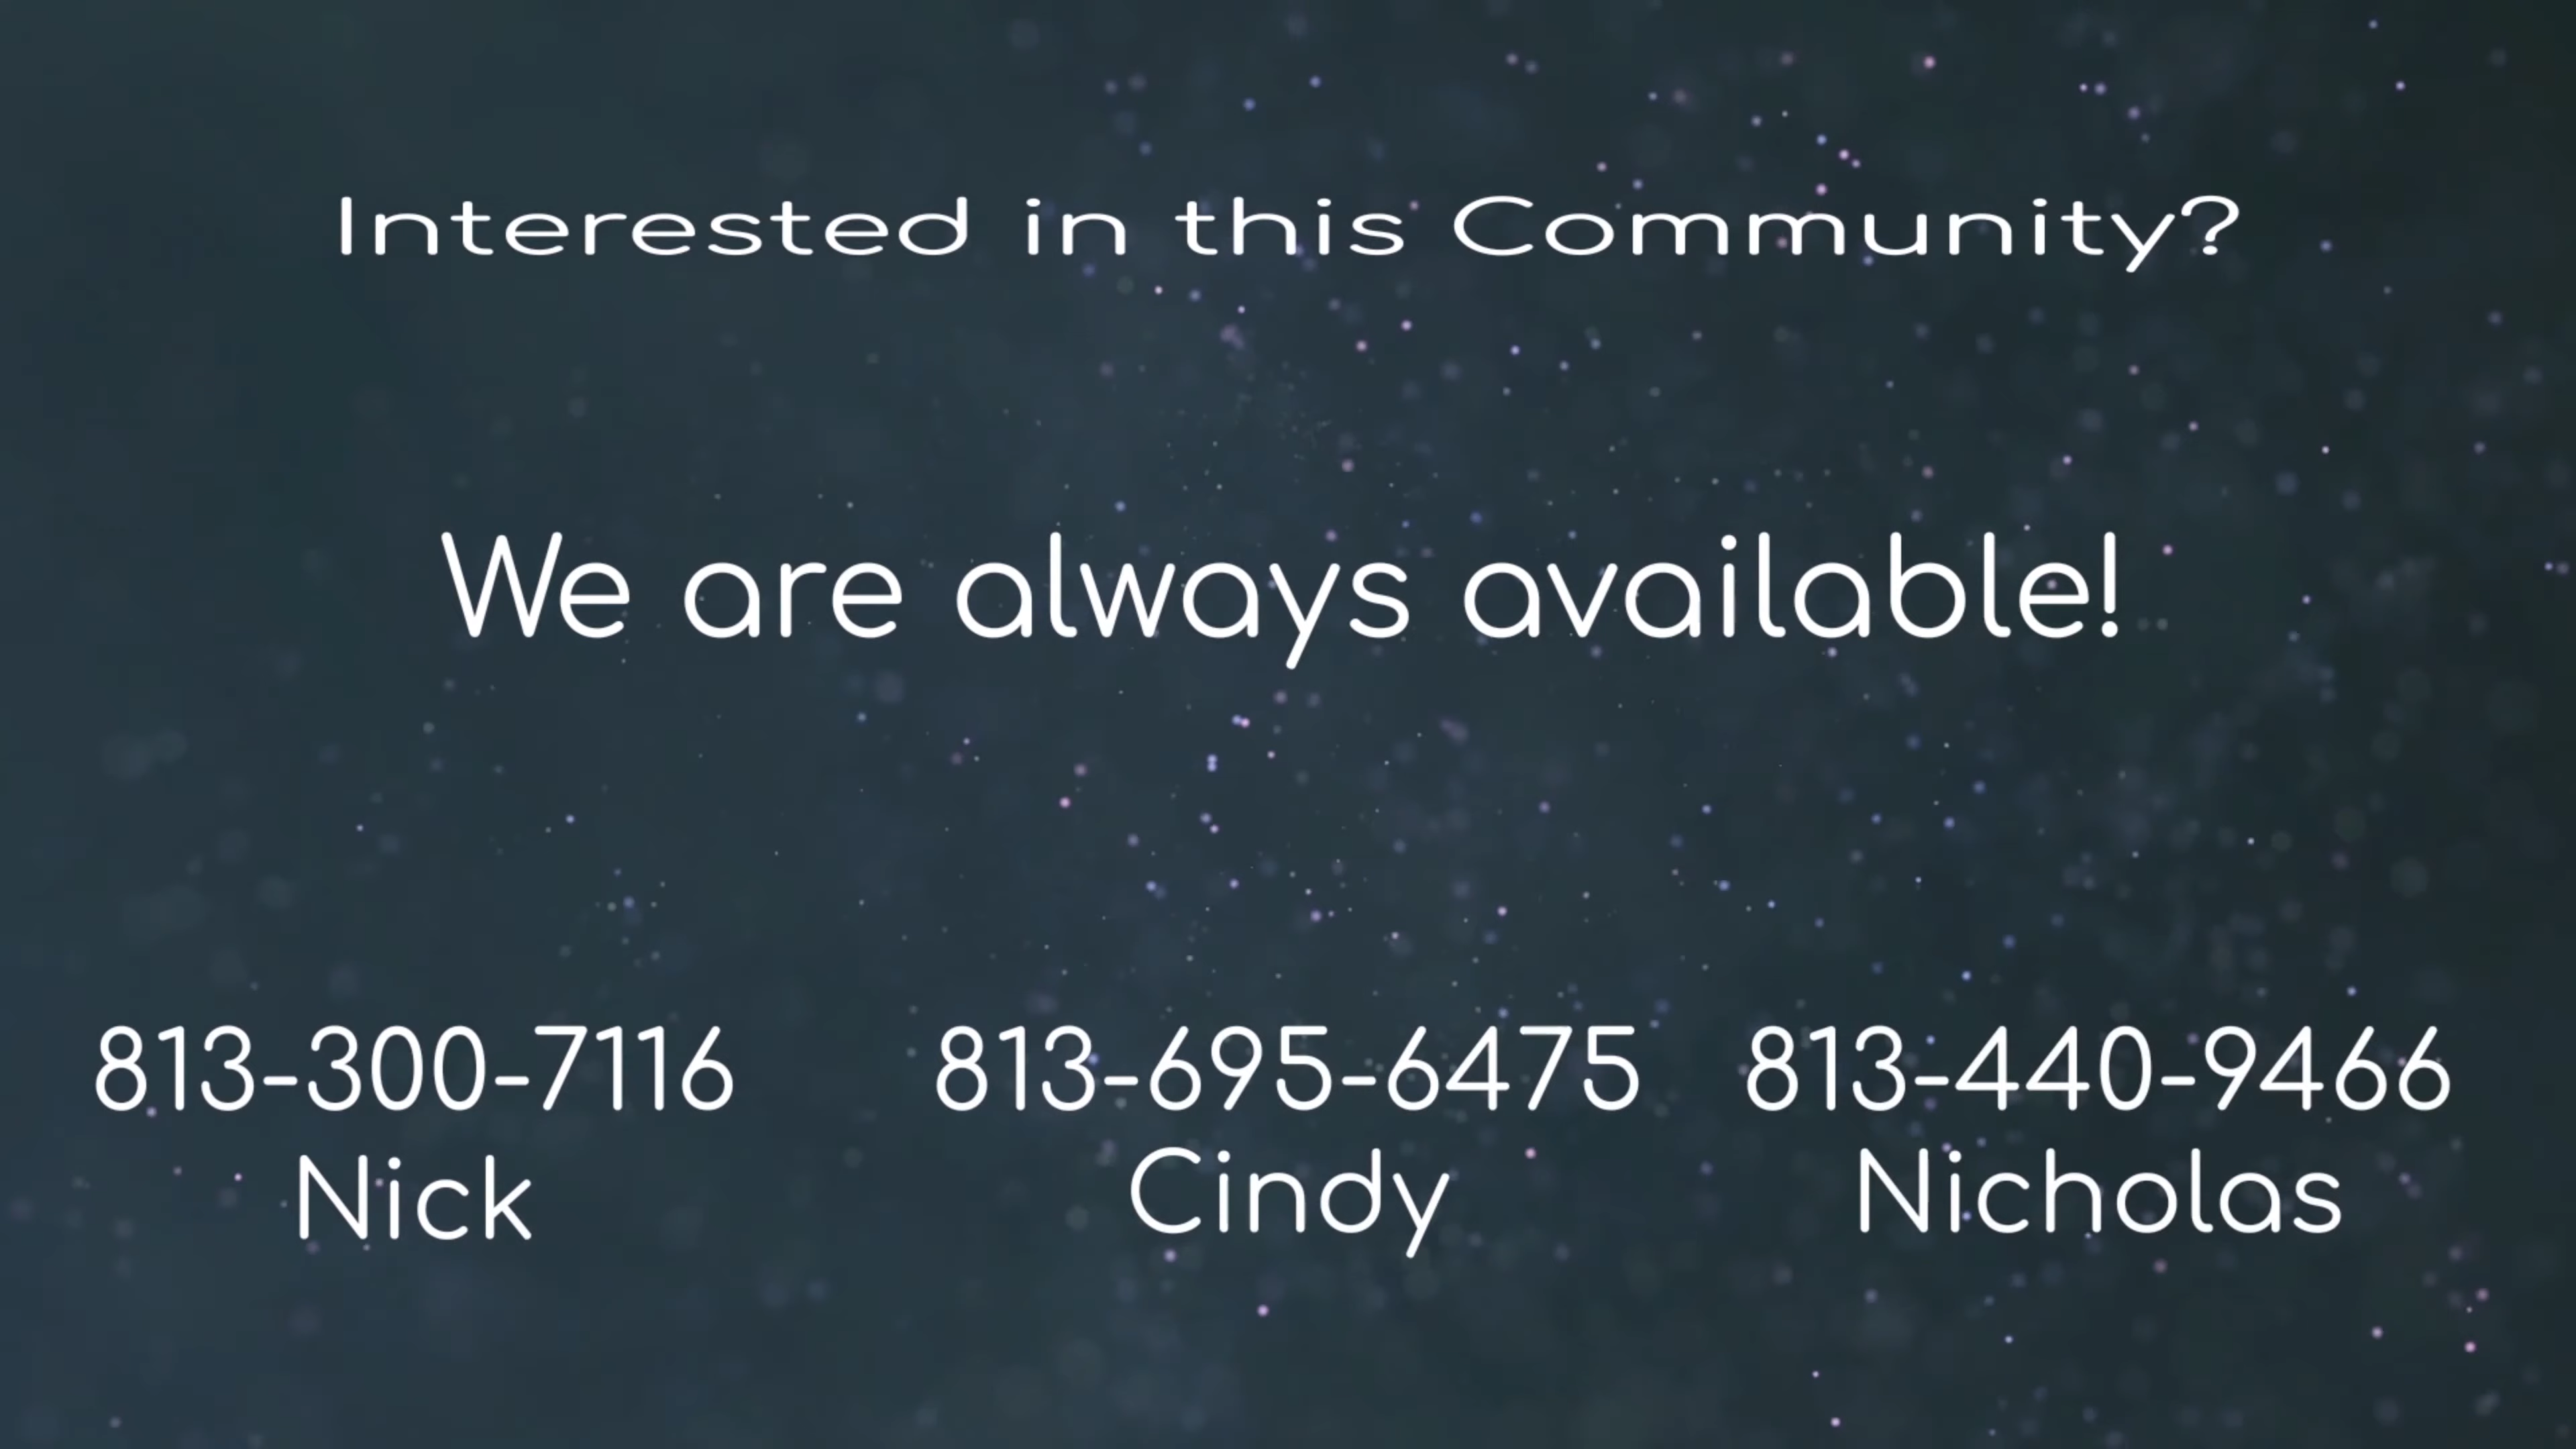 Interested in this Community?
We are always available!
813-300-7116 813-695-6475 813-440-9466
Nick Cindy Nicholas